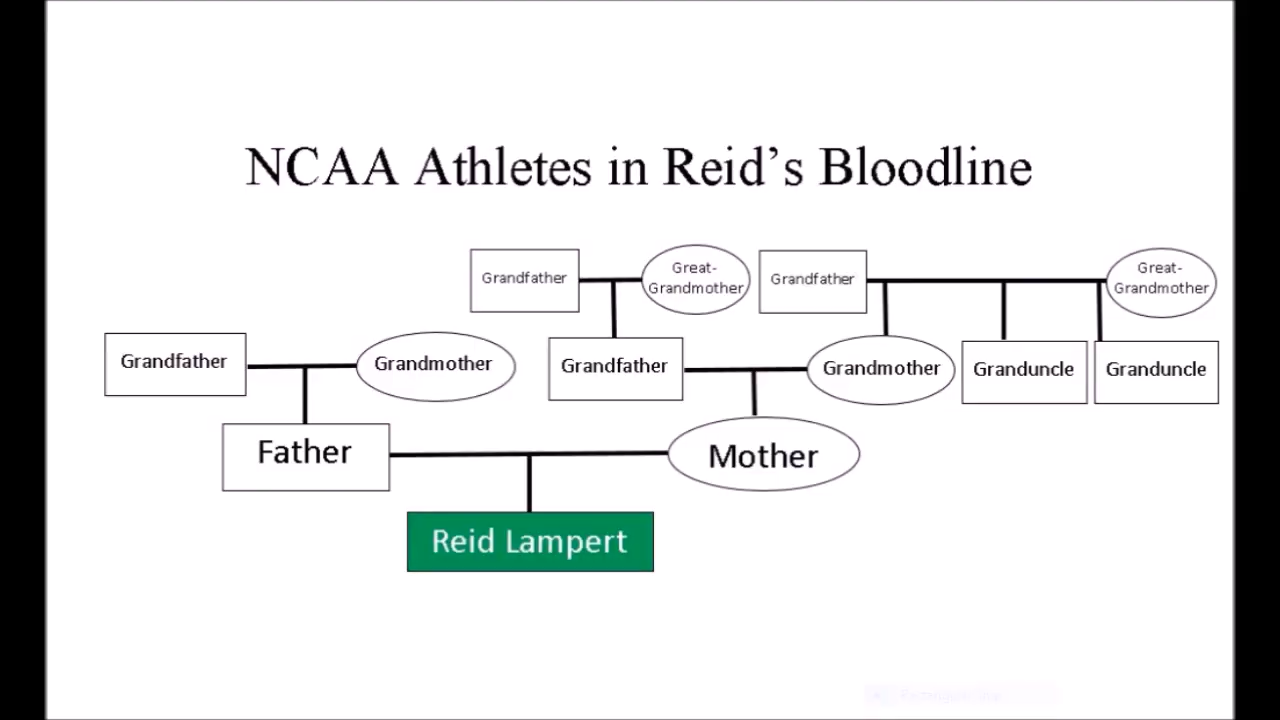 NCAA Athletes in Reid's Bloodline
Grandfather
Great-
Grandmother
Grandfather
Great-
Grandmother
Grandfather
Grandmother
Grandfather
Grandmother
Granduncle
Granduncle
Father
Mother
Reid Lampert